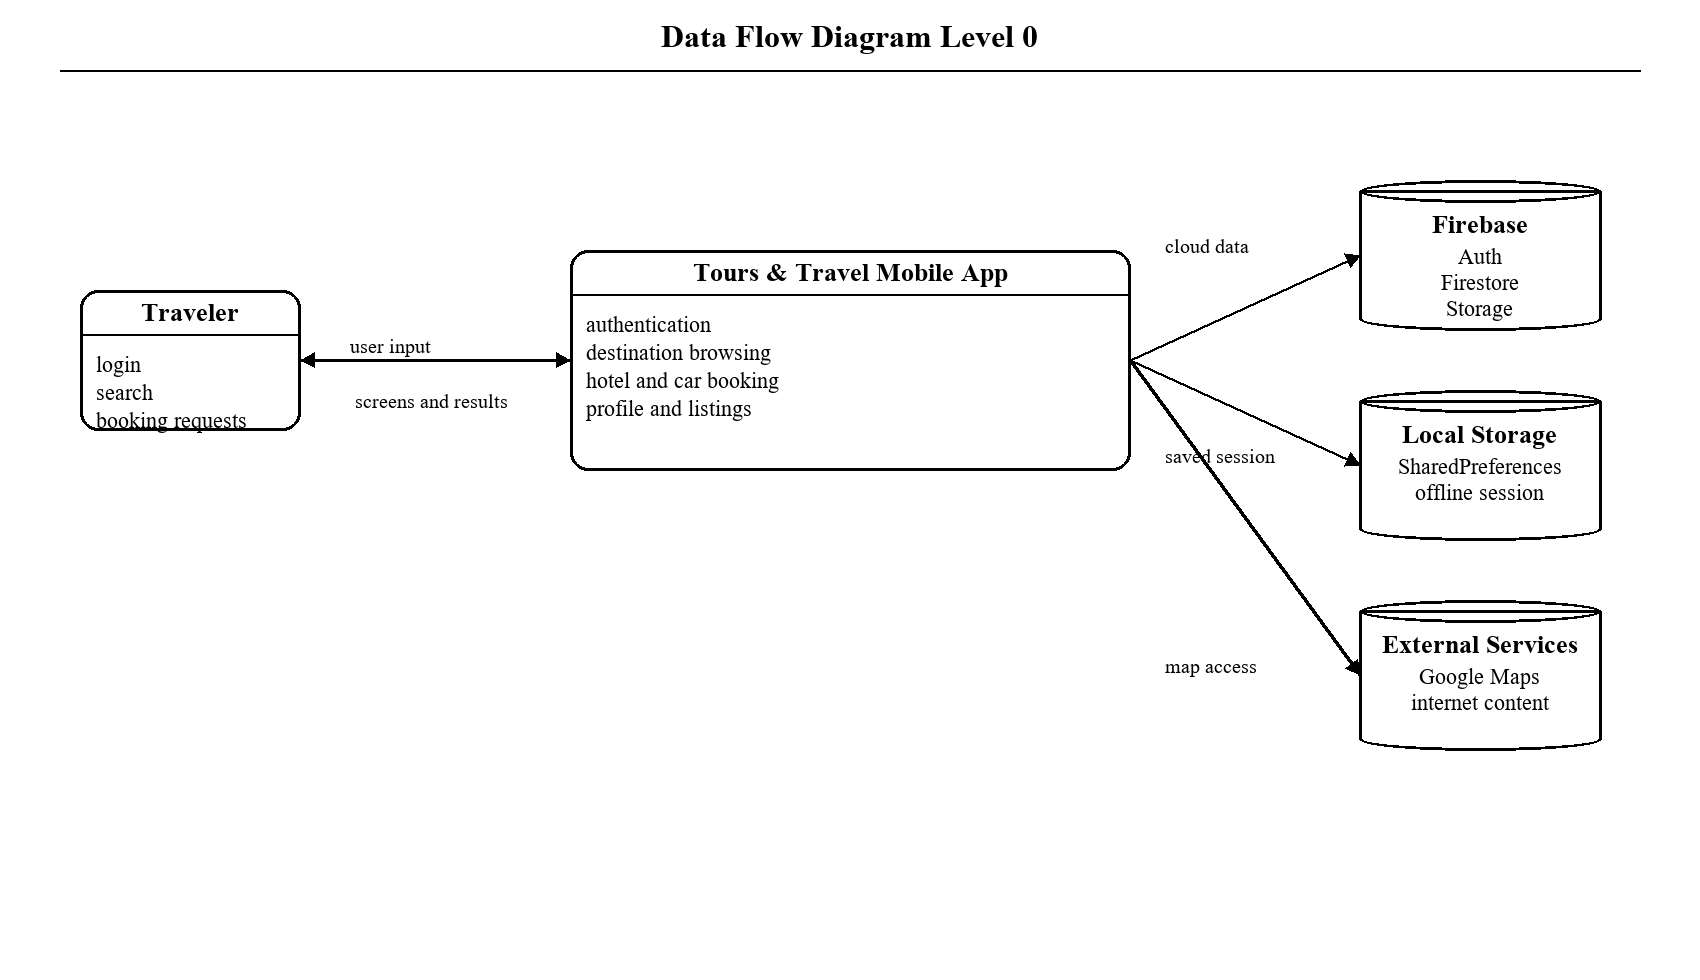 Data Flow Diagram Level 0
Traveler
login
search
booking requests
user input
screens and results
Tours & Travel Mobile App
authentication
destination browsing
hotel and car booking
profile and listings
cloud data
saved session
map access
Firebase
Auth
Firestore
Storage
Local Storage
SharedPreferences
offline session
External Services
Google Maps
internet content